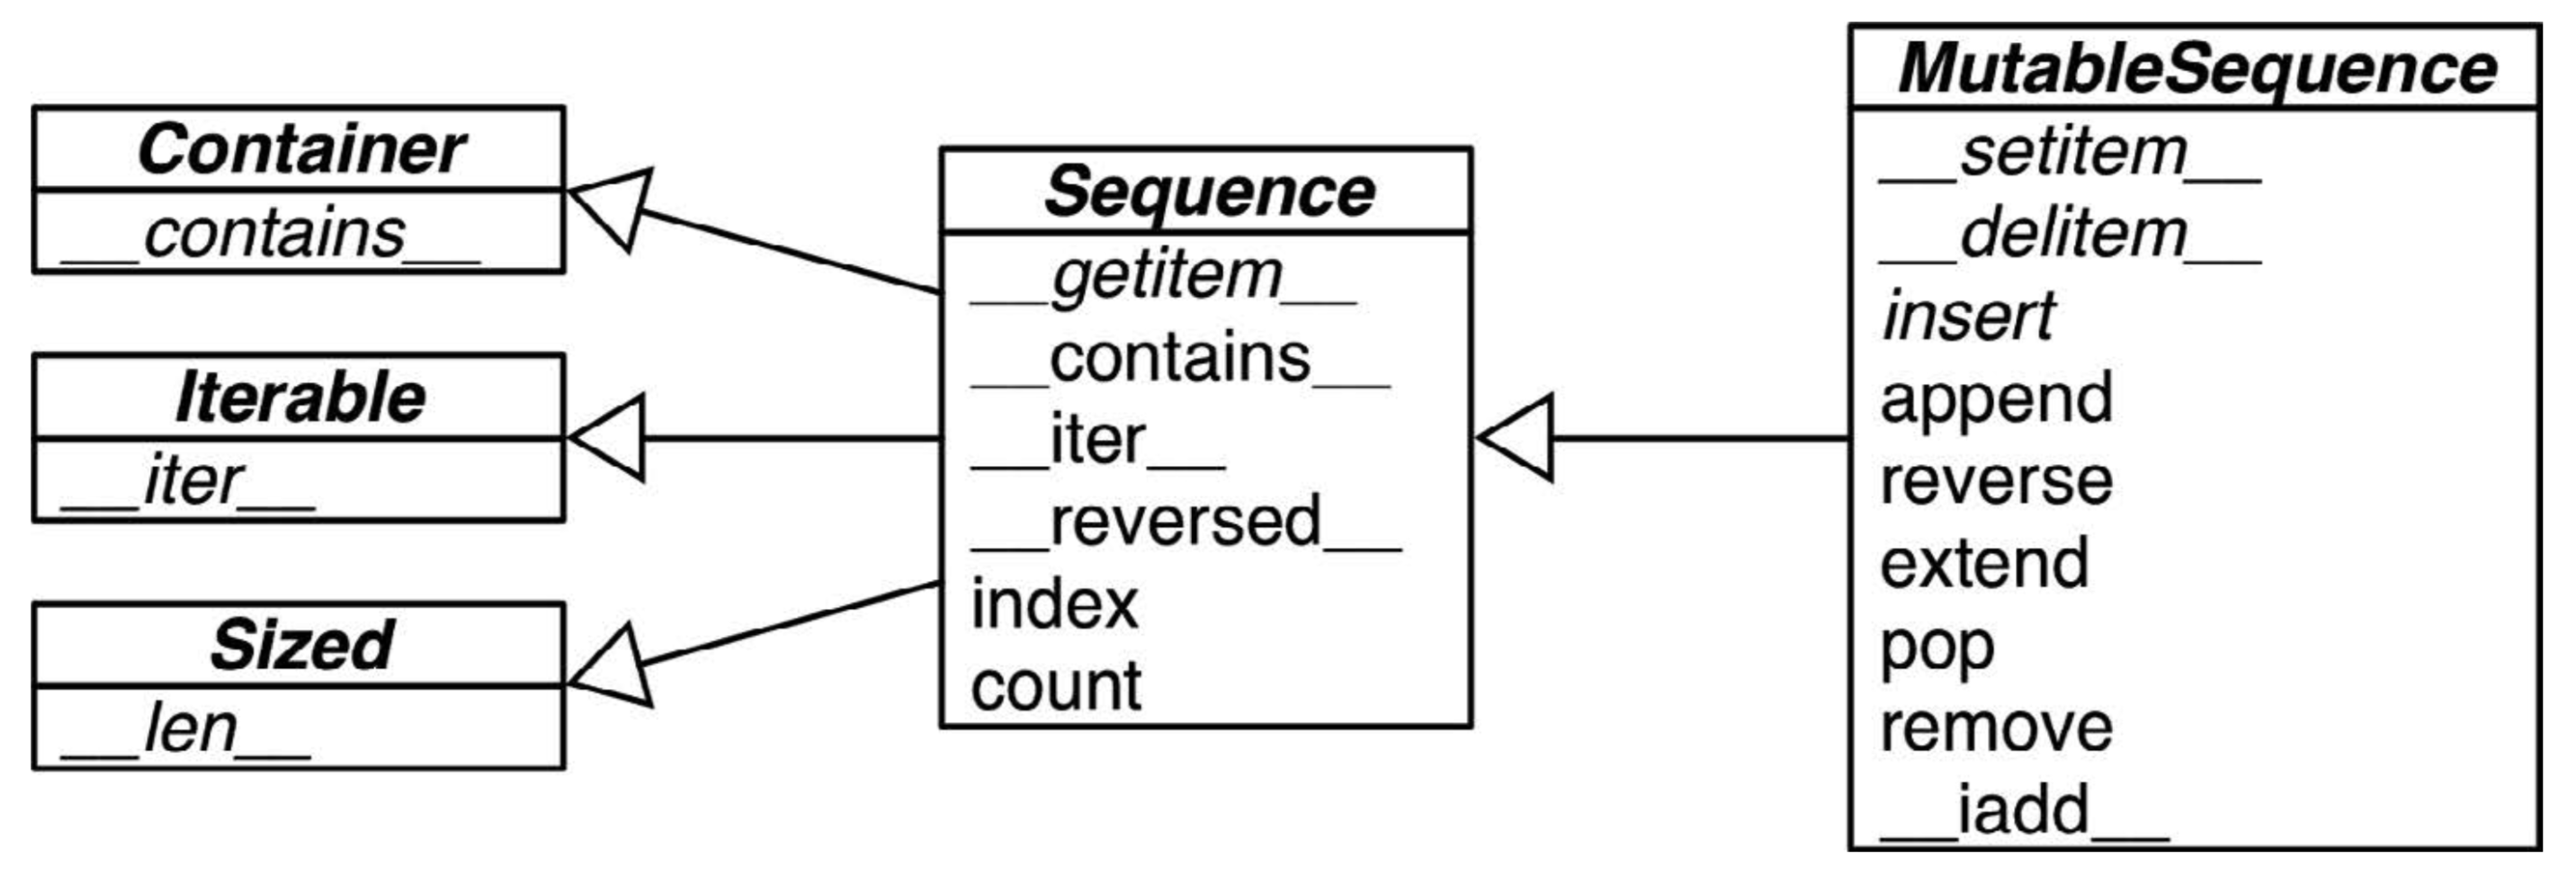 Container
__contains__
Iterable
__iter__
Sized
__len__
Sequence
__getitem__
__contains__
__iter__
__reversed__
index
count
MutableSequence
__setitem__
__delitem__
insert
append
reverse
extend
pop
remove
__iadd__